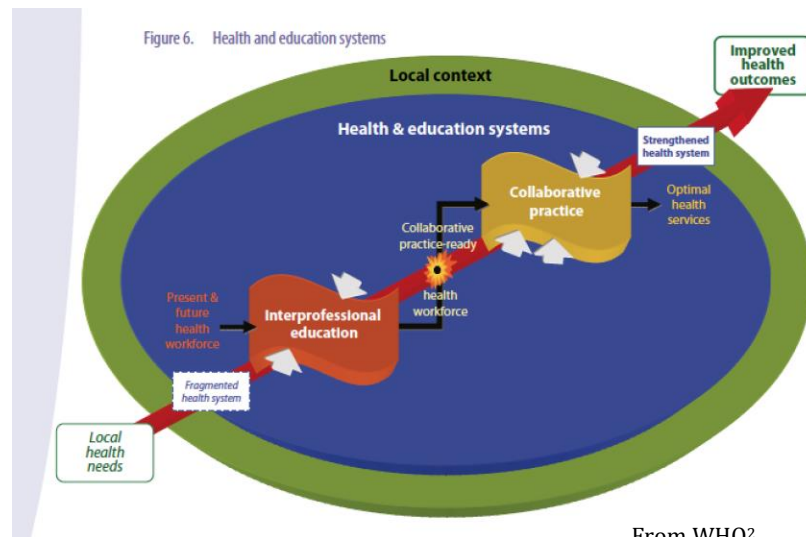 Figure 6. Health and education systems
Improved
health
outcomes
Local context
Health & education systems
Strengthened
health system
Collaborative
practice
Optimal
health
services
Collaborative
practice-ready
health
workforce
Present &
future
health
workforce
Interprofessional
education
Fragmented
health system
Local
health
needs
From WHO²